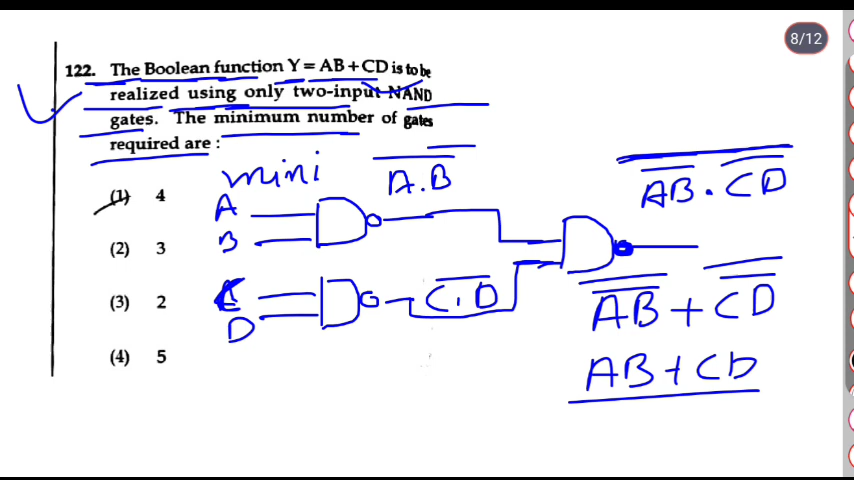 8/12
122. The Boolean function Y = AB + CD is to be
realized using only two-input NAND
gates. The minimum number of gates
required are :
(1) 4
(2) 3
(3) 2
(4) 5
mini
A
B
C
D
A.B
C.D
AB . CD
AB + CD
AB + CD